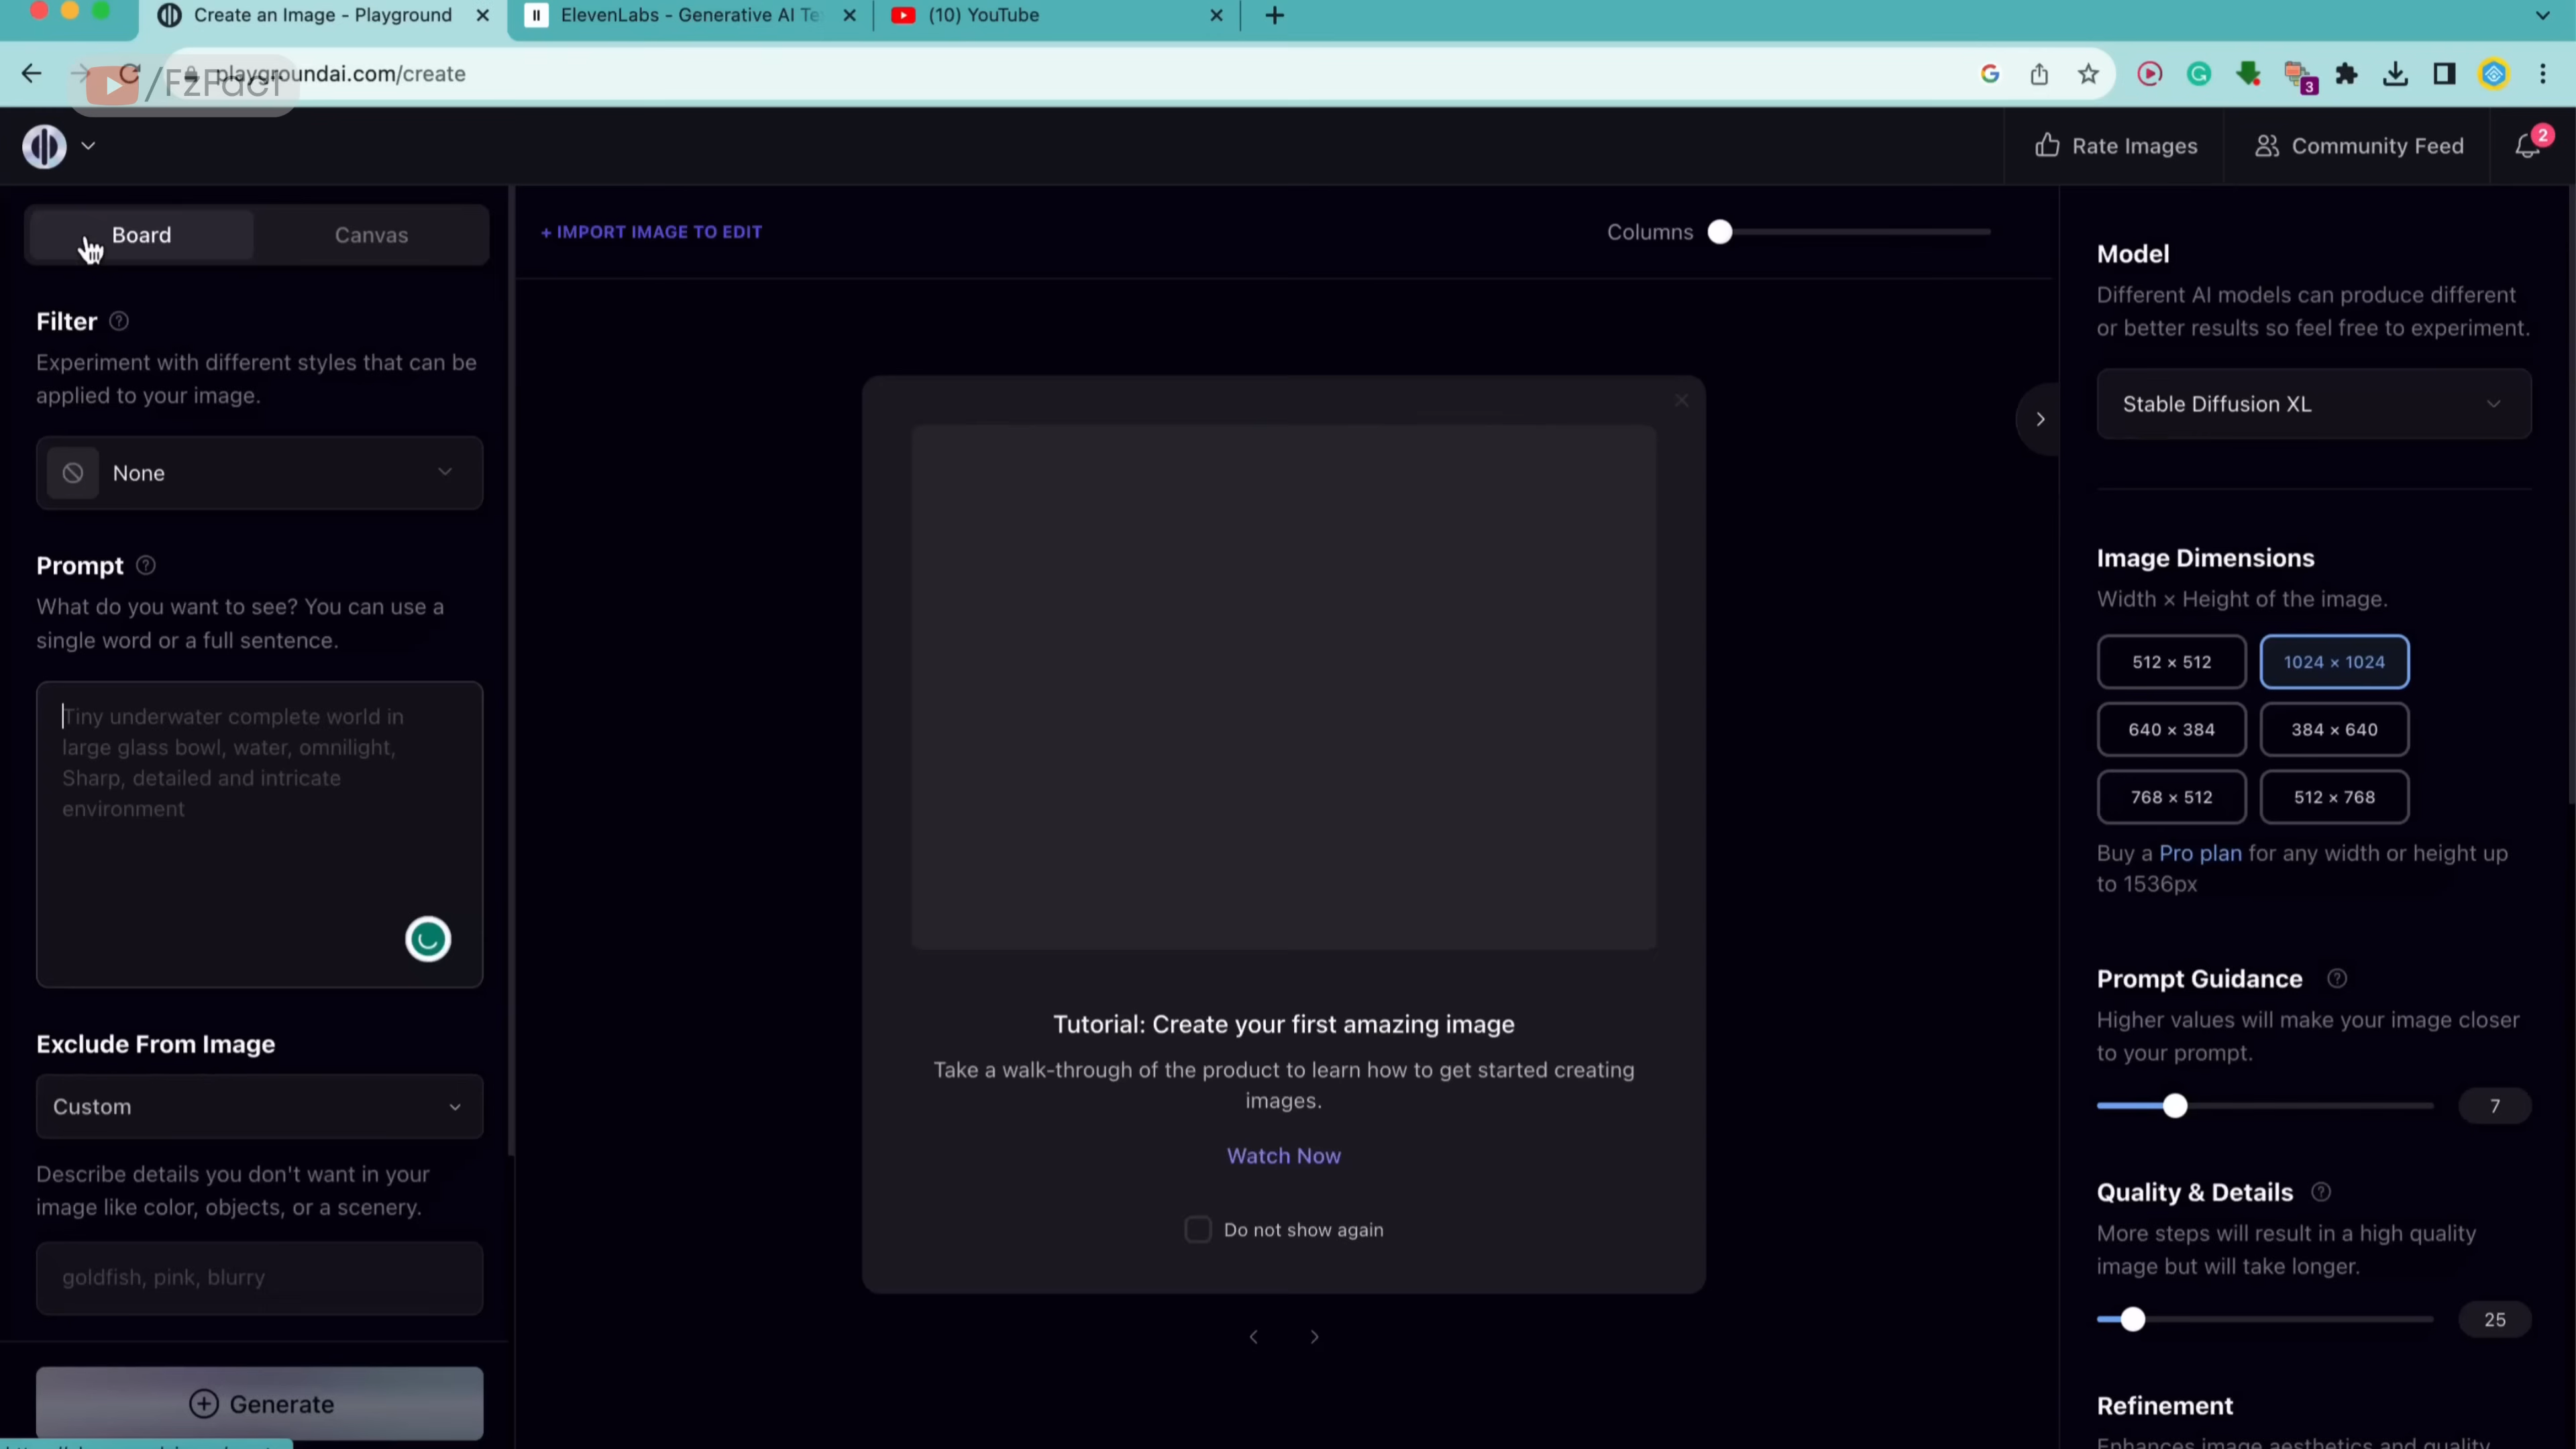 Create an Image - Playground
ElevenLabs - Generative AI Te
(10) YouTube
playgroundai.com/create
/FzFact
3
Rate Images
Community Feed
2
Board
Canvas
+ IMPORT IMAGE TO EDIT
Columns
Filter
Experiment with different styles that can be
applied to your image.
None
Prompt
What do you want to see? You can use a
single word or a full sentence.
Tiny underwater complete world in
large glass bowl, water, omnilight,
Sharp, detailed and intricate
environment
Exclude From Image
Custom
Describe details you don't want in your
image like color, objects, or a scenery.
goldfish, pink, blurry
Generate
Tutorial: Create your first amazing image
Take a walk-through of the product to learn how to get started creating
images.
Watch Now
Do not show again
Model
Different AI models can produce different
or better results so feel free to experiment.
Stable Diffusion XL
Image Dimensions
Width × Height of the image.
512 × 512
1024 × 1024
640 × 384
384 × 640
768 × 512
512 × 768
Buy a Pro plan for any width or height up
to 1536px
Prompt Guidance
Higher values will make your image closer
to your prompt.
7
Quality & Details
More steps will result in a high quality
image but will take longer.
25
Refinement
Enhances image aesthetics and quality